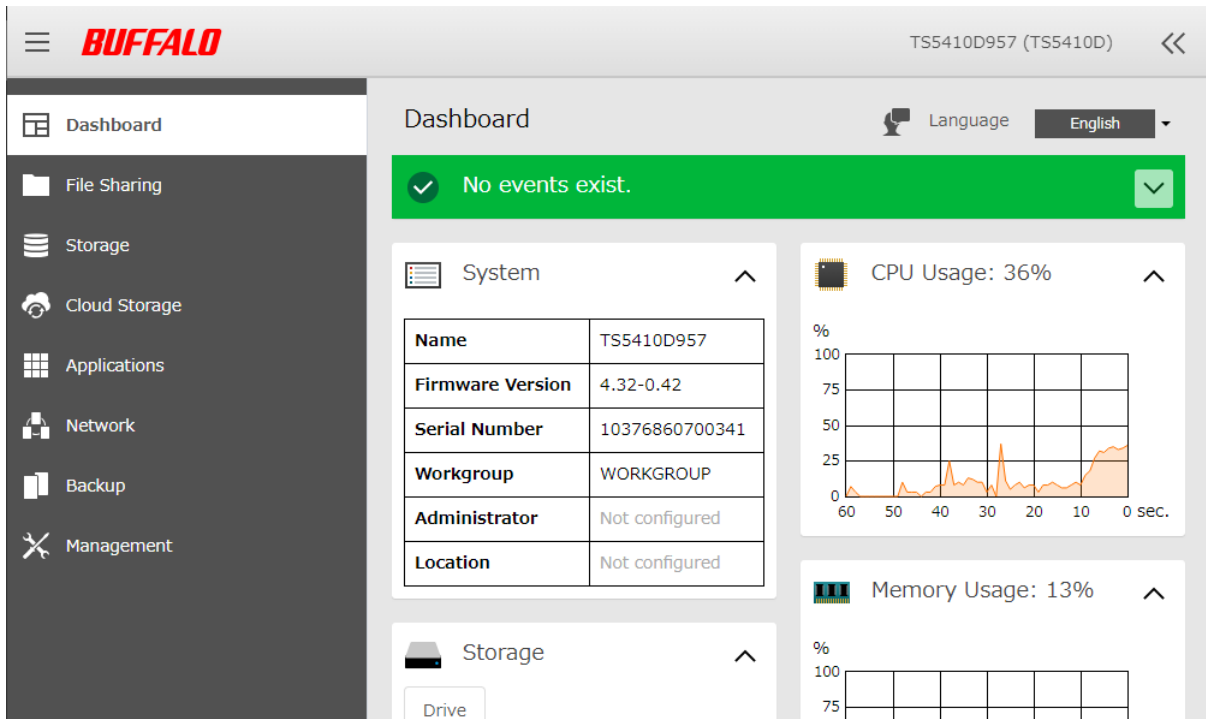 BUFFALO
TS5410D957 (TS5410D)
Dashboard
File Sharing
Storage
Cloud Storage
Applications
Network
Backup
Management
Dashboard
Language
English
No events exist.
System
Name TS5410D957
Firmware Version 4.32-0.42
Serial Number 10376860700341
Workgroup WORKGROUP
Administrator Not configured
Location Not configured
Storage
Drive
CPU Usage: 36%
%
100
75
50
25
0
60 50 40 30 20 10 0 sec.
Memory Usage: 13%
%
100
75